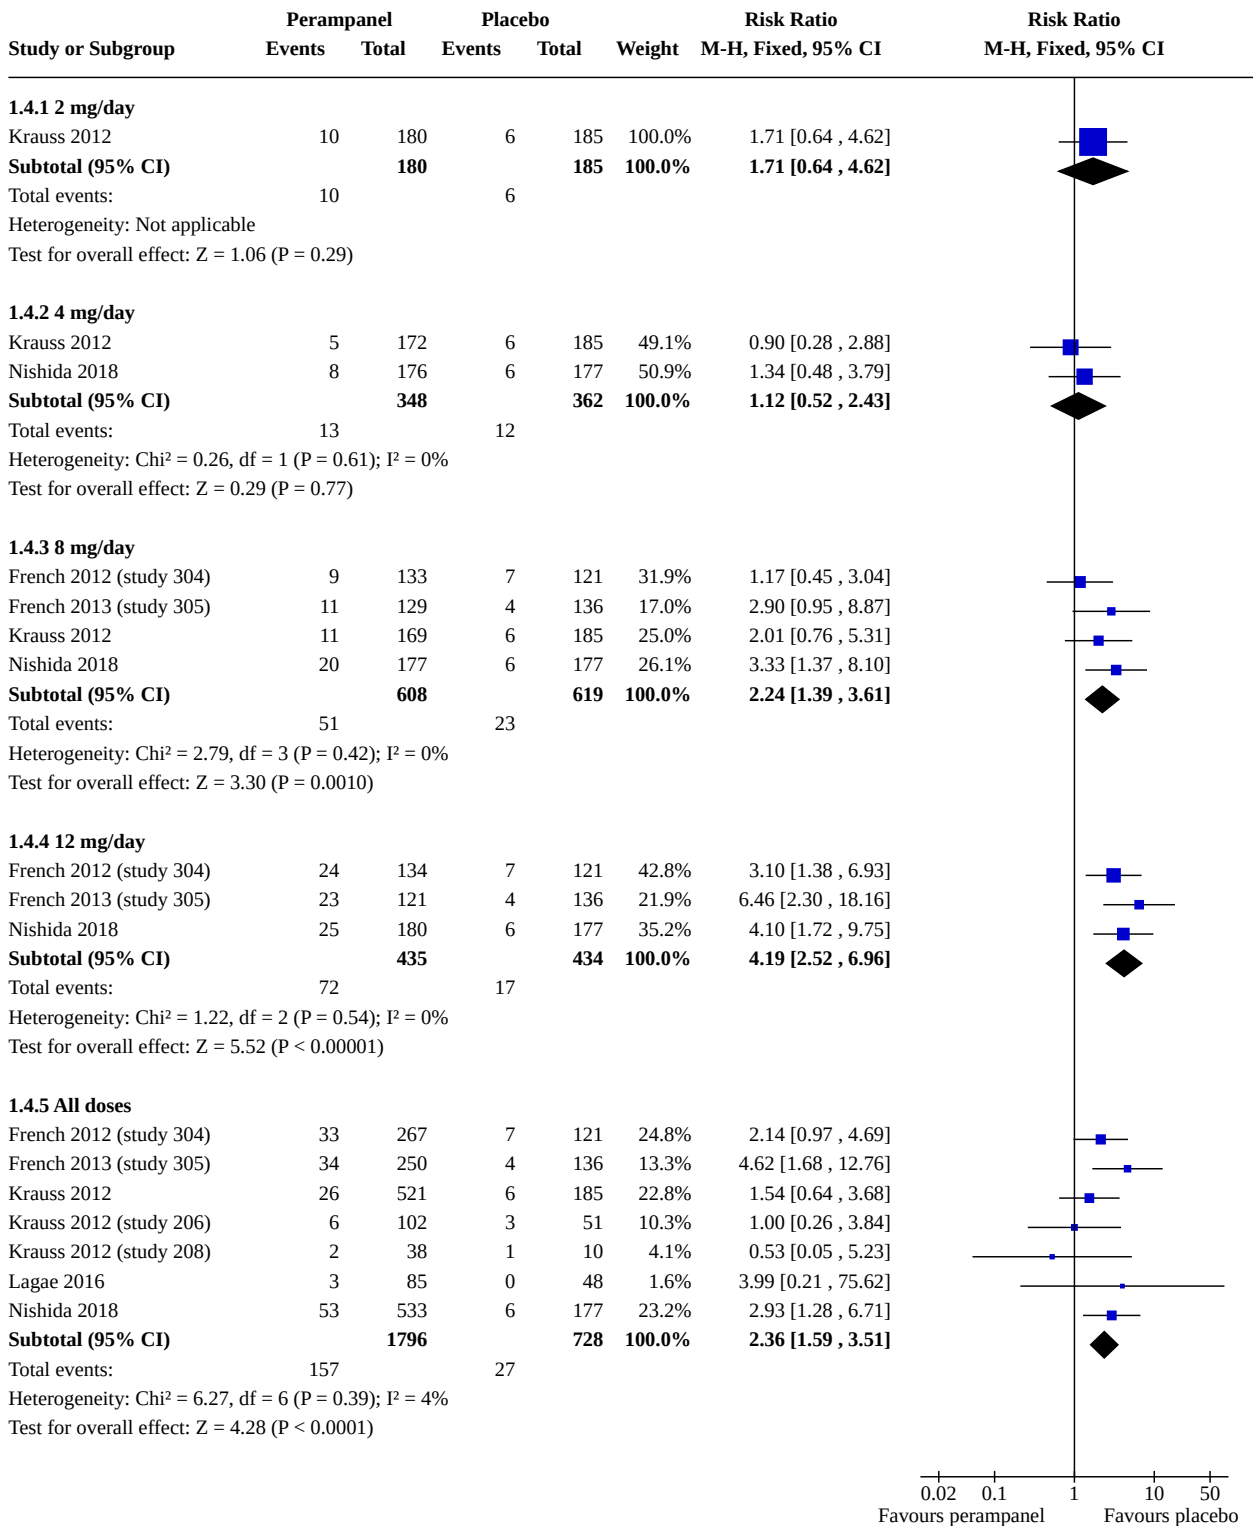 Perampanel Placebo Risk Ratio Risk Ratio
Study or Subgroup Events Total Events Total Weight M-H, Fixed, 95% CI M-H, Fixed, 95% CI
1.4.1 2 mg/day
Krauss 2012 10 180 6 185 100.0% 1.71 [0.64 , 4.62]
Subtotal (95% CI) 180 185 100.0% 1.71 [0.64 , 4.62]
Total events: 10 6
Heterogeneity: Not applicable
Test for overall effect: Z = 1.06 (P = 0.29)
1.4.2 4 mg/day
Krauss 2012 5 172 6 185 49.1% 0.90 [0.28 , 2.88]
Nishida 2018 8 176 6 177 50.9% 1.34 [0.48 , 3.79]
Subtotal (95% CI) 348 362 100.0% 1.12 [0.52 , 2.43]
Total events: 13 12
Heterogeneity: Chi² = 0.26, df = 1 (P = 0.61); I² = 0%
Test for overall effect: Z = 0.29 (P = 0.77)
1.4.3 8 mg/day
French 2012 (study 304) 9 133 7 121 31.9% 1.17 [0.45 , 3.04]
French 2013 (study 305) 11 129 4 136 17.0% 2.90 [0.95 , 8.87]
Krauss 2012 11 169 6 185 25.0% 2.01 [0.76 , 5.31]
Nishida 2018 20 177 6 177 26.1% 3.33 [1.37 , 8.10]
Subtotal (95% CI) 608 619 100.0% 2.24 [1.39 , 3.61]
Total events: 51 23
Heterogeneity: Chi² = 2.79, df = 3 (P = 0.42); I² = 0%
Test for overall effect: Z = 3.30 (P = 0.0010)
1.4.4 12 mg/day
French 2012 (study 304) 24 134 7 121 42.8% 3.10 [1.38 , 6.93]
French 2013 (study 305) 23 121 4 136 21.9% 6.46 [2.30 , 18.16]
Nishida 2018 25 180 6 177 35.2% 4.10 [1.72 , 9.75]
Subtotal (95% CI) 435 434 100.0% 4.19 [2.52 , 6.96]
Total events: 72 17
Heterogeneity: Chi² = 1.22, df = 2 (P = 0.54); I² = 0%
Test for overall effect: Z = 5.52 (P < 0.00001)
1.4.5 All doses
French 2012 (study 304) 33 267 7 121 24.8% 2.14 [0.97 , 4.69]
French 2013 (study 305) 34 250 4 136 13.3% 4.62 [1.68 , 12.76]
Krauss 2012 26 521 6 185 22.8% 1.54 [0.64 , 3.68]
Krauss 2012 (study 206) 6 102 3 51 10.3% 1.00 [0.26 , 3.84]
Krauss 2012 (study 208) 2 38 1 10 4.1% 0.53 [0.05 , 5.23]
Lagae 2016 3 85 0 48 1.6% 3.99 [0.21 , 75.62]
Nishida 2018 53 533 6 177 23.2% 2.93 [1.28 , 6.71]
Subtotal (95% CI) 1796 728 100.0% 2.36 [1.59 , 3.51]
Total events: 157 27
Heterogeneity: Chi² = 6.27, df = 6 (P = 0.39); I² = 4%
Test for overall effect: Z = 4.28 (P < 0.0001)
0.02 0.1 1 10 50
Favours perampanel Favours placebo